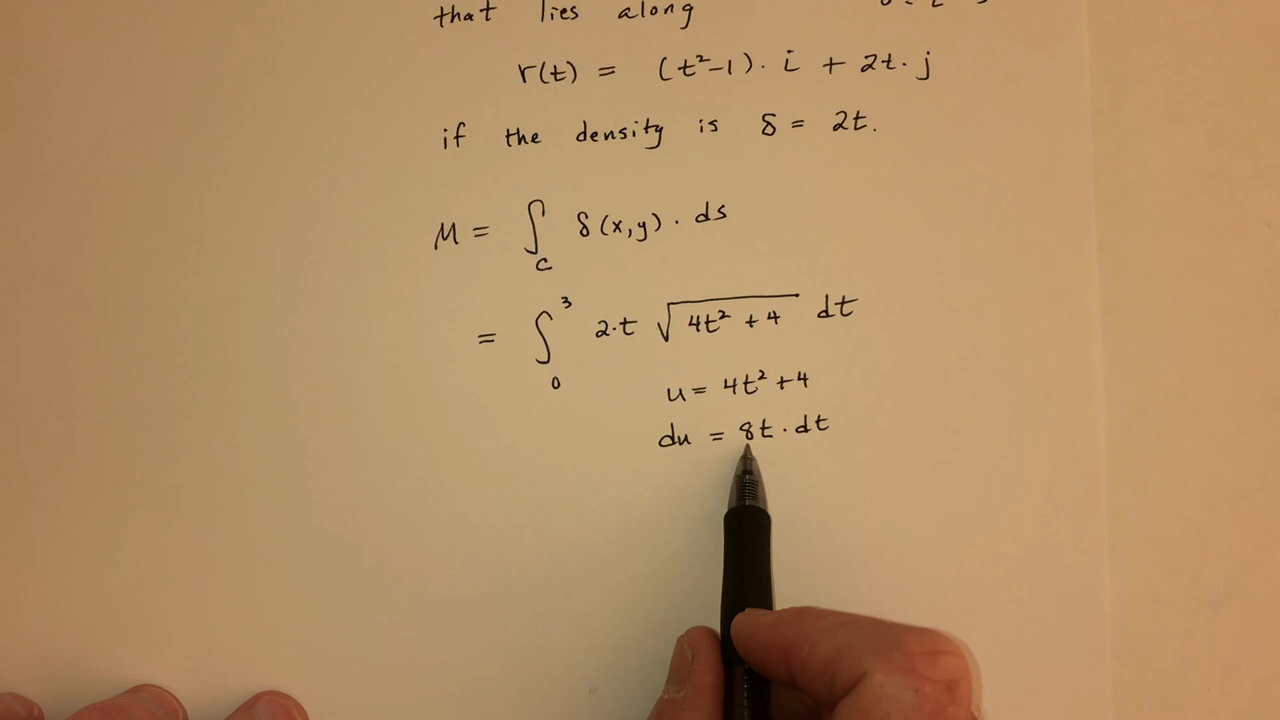 that lies along
r(t) = (t²-1)· i + 2t· j
if the density is δ = 2t.
M = ∫_C δ(x,y) · ds
= ∫_0^3 2·t √(4t² + 4) dt
u = 4t² + 4
du = 8t · dt